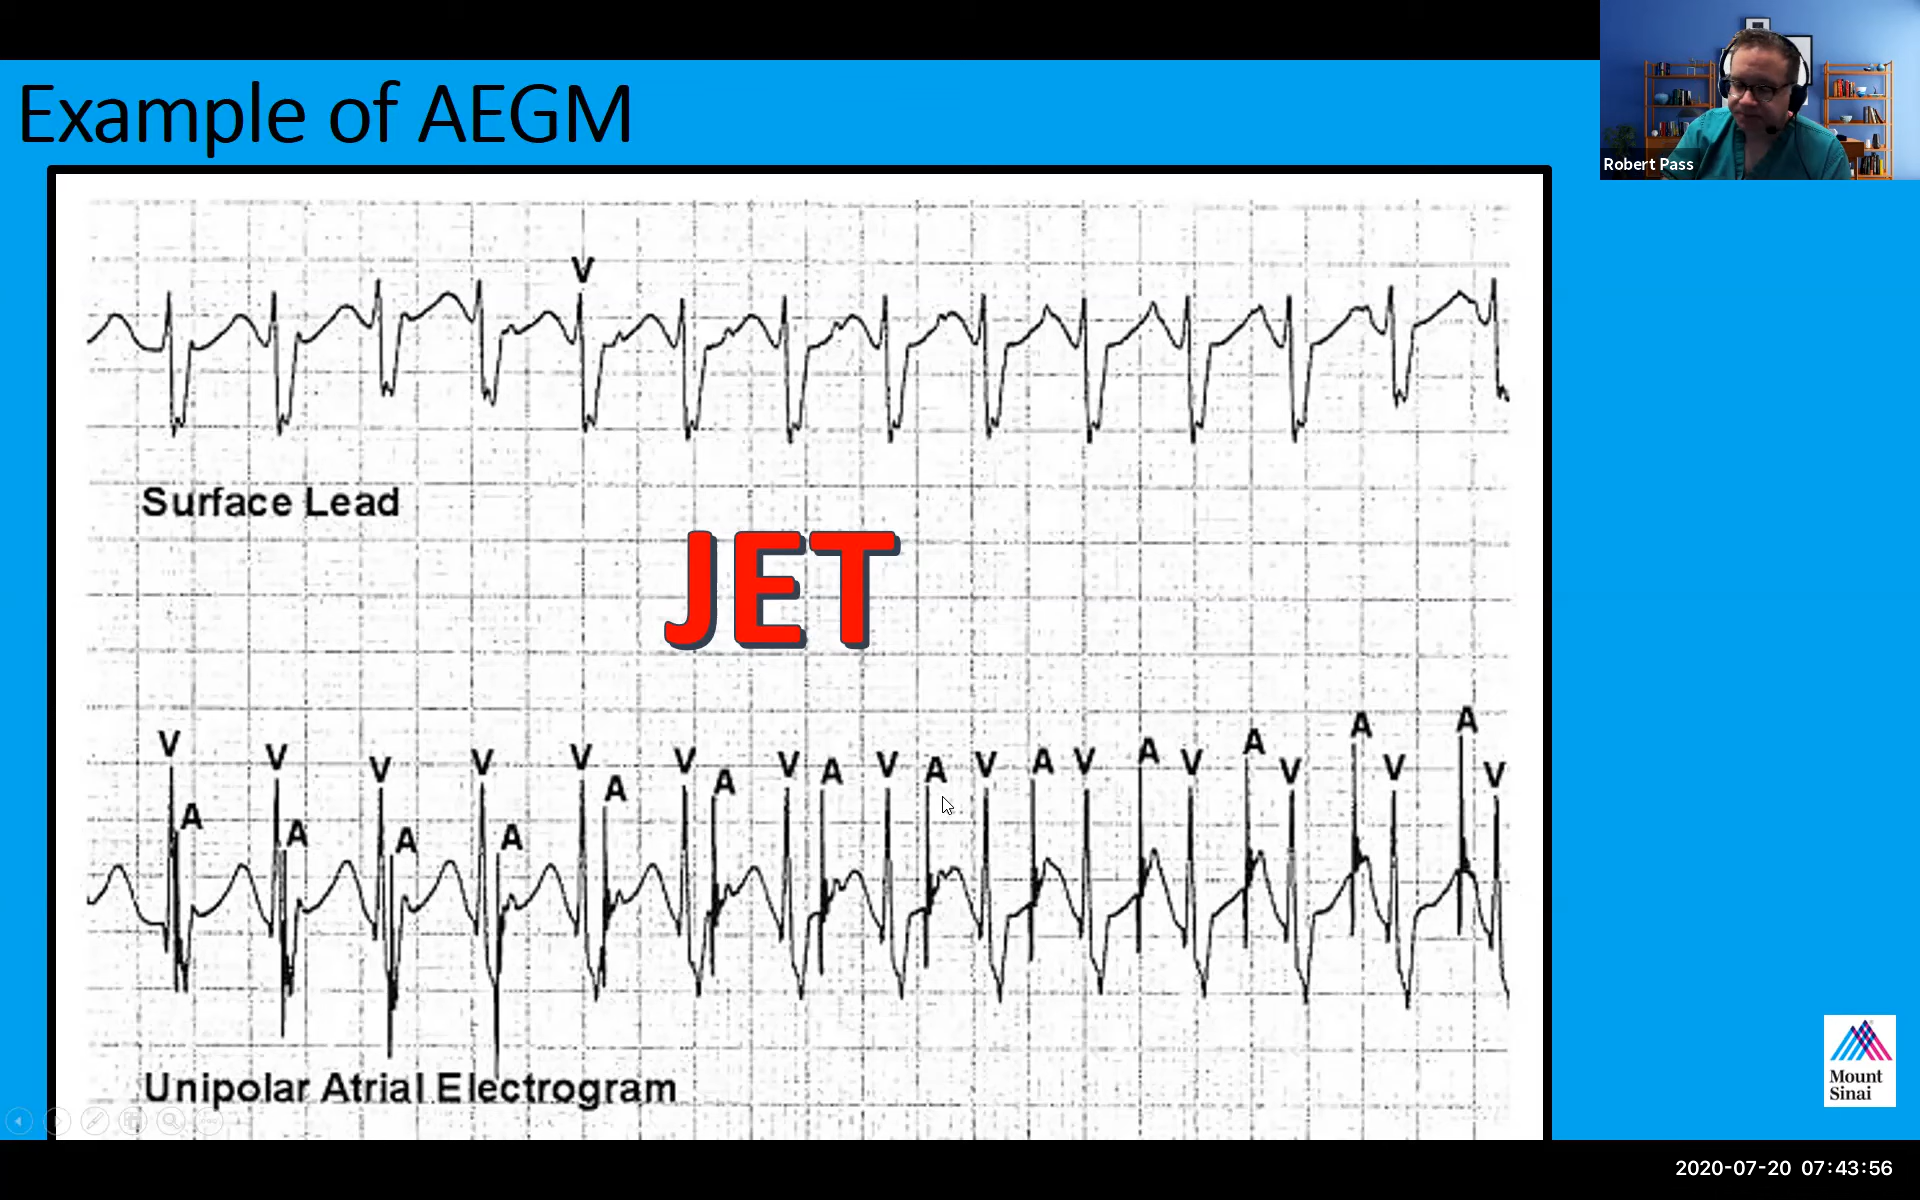 Example of AEGM
Robert Pass
V
Surface Lead
JET
V V V V V V V A V A V A V A V A V A V A V
A A A A A A
Unipolar Atrial Electrogram
Mount
Sinai
2020-07-20 07:43:56